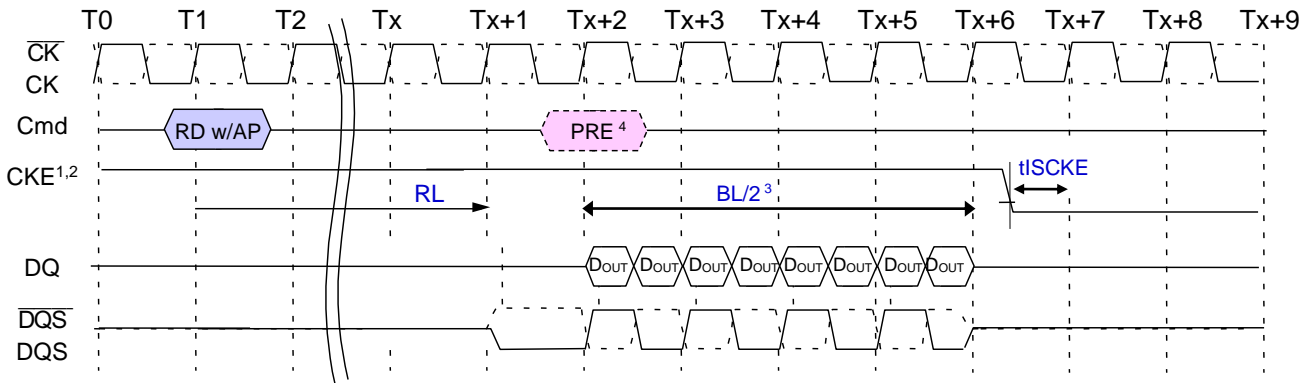 T0 T1 T2 Tx Tx+1 Tx+2 Tx+3 Tx+4 Tx+5 Tx+6 Tx+7 Tx+8 Tx+9
CK
CK
Cmd RD w/AP PRE 4
CKE1,2 tISCKE
RL BL/2 3
DQ DOUT DOUT DOUT DOUT DOUT DOUT DOUT DOUT
DQS
DQS